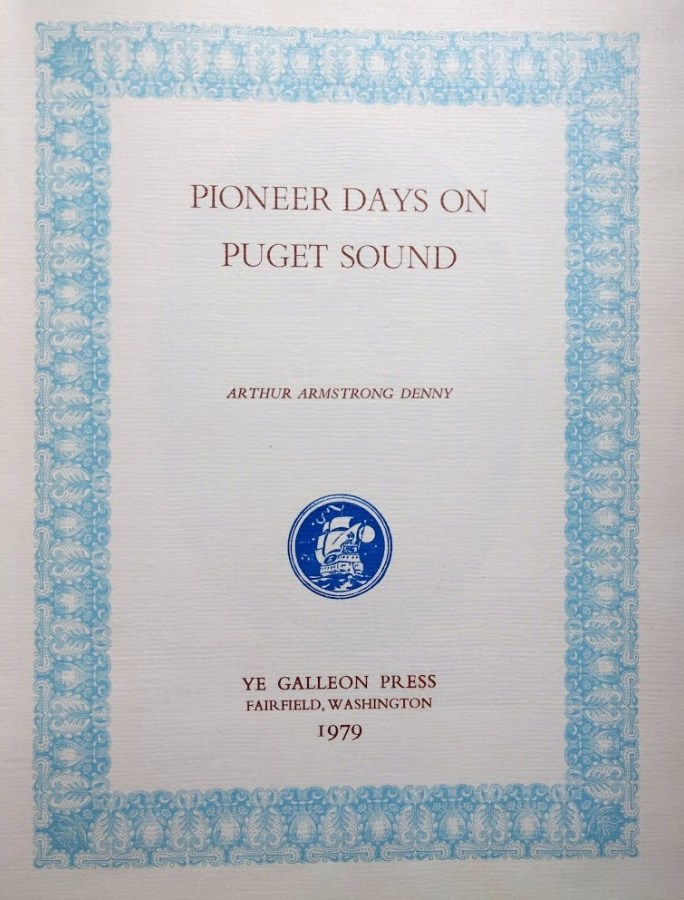 PIONEER DAYS ON
PUGET SOUND
ARTHUR ARMSTRONG DENNY
YE GALLEON PRESS
FAIRFIELD, WASHINGTON
1979